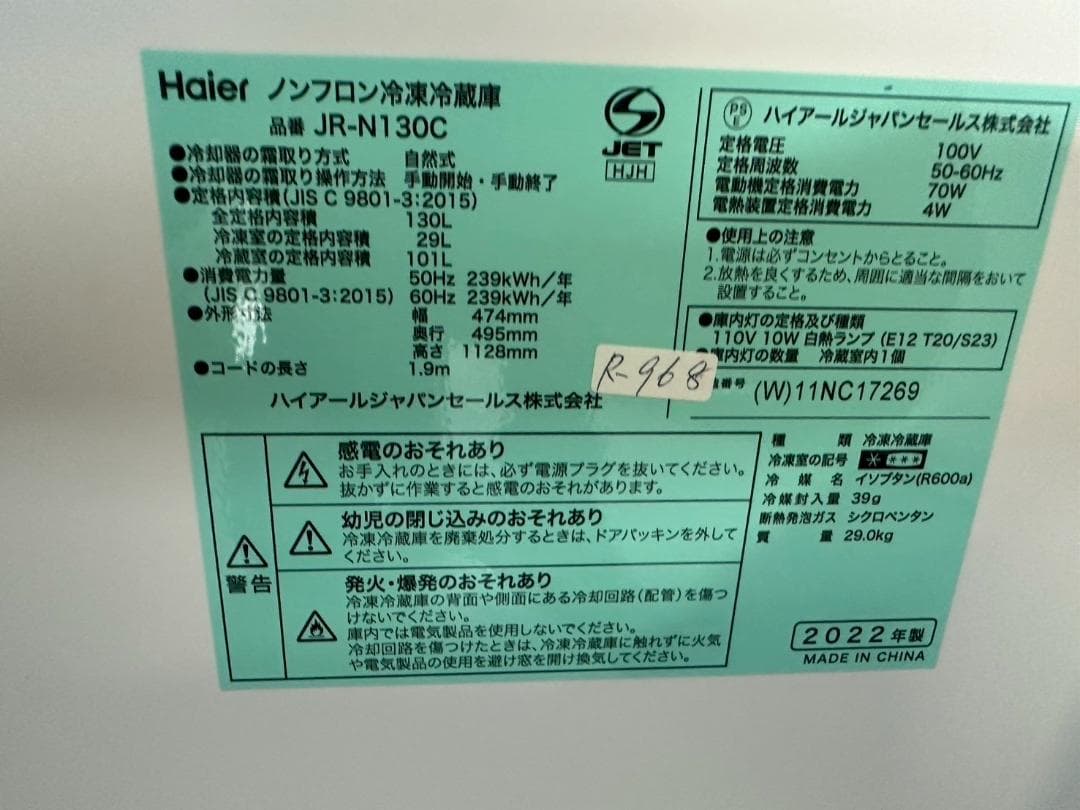 Haier ノンフロン冷凍冷蔵庫
品番 JR-N130C
●冷却器の霜取り方式 自然式
●冷却器の霜取り操作方法 手動開始・手動終了
●定格内容積(JIS C 9801-3:2015)
全定格内容積 130L
冷凍室の定格内容積 29L
冷蔵室の定格内容積 101L
●消費電力量 50Hz 239kWh/年
(JIS C 9801-3:2015) 60Hz 239kWh/年
●外形寸法 幅 474mm
奥行 495mm
高さ 1128mm
●コードの長さ 1.9m
ハイアールジャパンセールス株式会社
JET
HJH
PS
E
ハイアールジャパンセールス株式会社
定格電圧 100V
定格周波数 50-60Hz
電動機定格消費電力 70W
電熱装置定格消費電力 4W
●使用上の注意
1.電源は必ずコンセントからとること。
2.放熱を良くするため、周囲に適当な間隔をおいて
設置すること。
●庫内灯の定格及び種類
110V 10W 白熱ランプ (E12 T20/S23)
庫内灯の数量 冷蔵室内1個
R-968
番号 (W)11NC17269
警告
感電のおそれあり
お手入れのときには、必ず電源プラグを抜いてください。
抜かずに作業すると感電のおそれがあります。
幼児の閉じ込みのおそれあり
冷凍冷蔵庫を廃棄処分するときは、ドアパッキンを外して
ください。
発火・爆発のおそれあり
冷凍冷蔵庫の背面や側面にある冷却回路(配管)を傷つ
けないでください。
庫内では電気製品を使用しないでください。
冷却回路を傷つけたときは、冷凍冷蔵庫に触れずに火気
や電気製品の使用を避け窓を開け換気してください。
種類 冷凍冷蔵庫
冷凍室の記号
冷媒名 イソブタン(R600a)
冷媒封入量 39g
断熱発泡ガス シクロペンタン
質量 29.0kg
2022年製
MADE IN CHINA